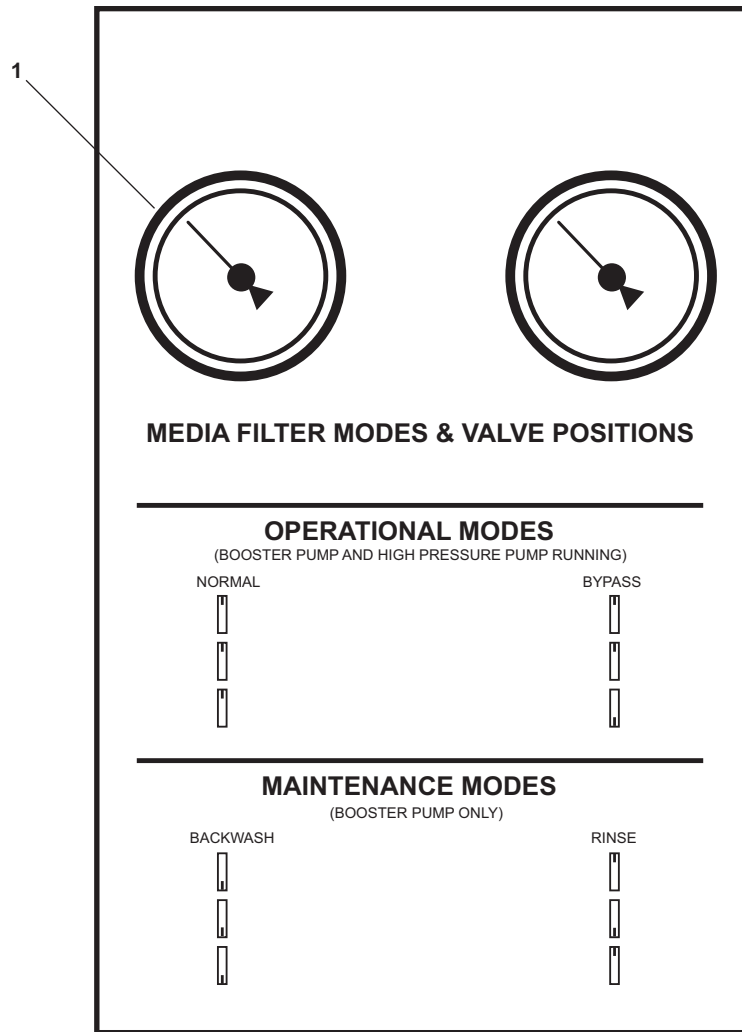 1
MEDIA FILTER MODES & VALVE POSITIONS
OPERATIONAL MODES
(BOOSTER PUMP AND HIGH PRESSURE PUMP RUNNING)
NORMAL BYPASS
MAINTENANCE MODES
(BOOSTER PUMP ONLY)
BACKWASH RINSE